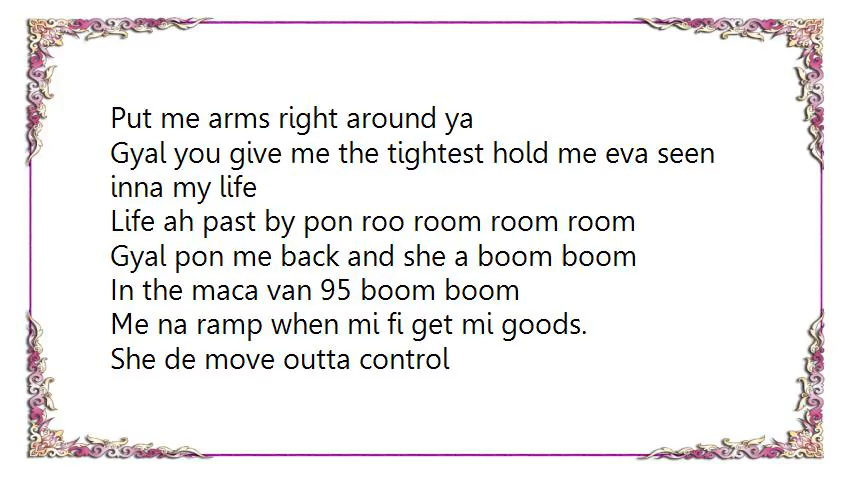 Put me arms right around ya
Gyal you give me the tightest hold me eva seen
inna my life
Life ah past by pon roo room room room
Gyal pon me back and she a boom boom
In the maca van 95 boom boom
Me na ramp when mi fi get mi goods.
She de move outta control